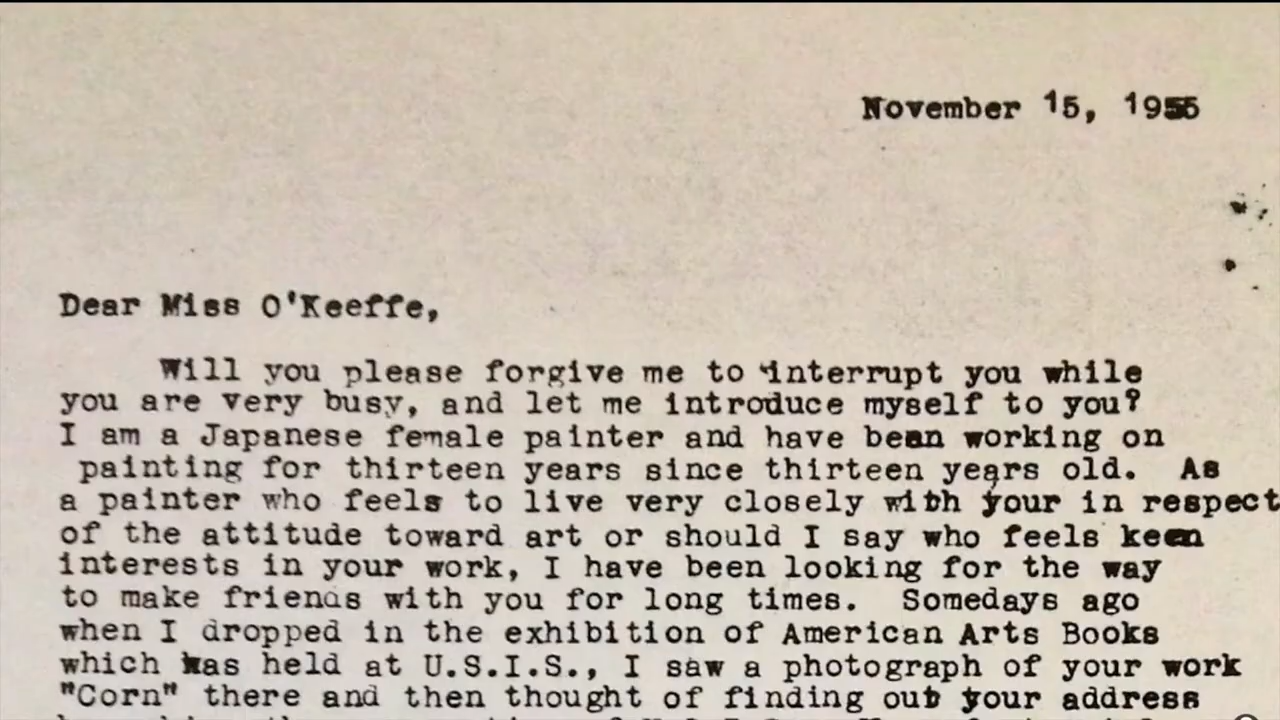 November 15, 1955
Dear Miss O'Keeffe,
Will you please forgive me to interrupt you while
you are very busy, and let me introduce myself to you?
I am a Japanese female painter and have been working on
painting for thirteen years since thirteen years old. As
a painter who feels to live very closely with your in respect
of the attitude toward art or should I say who feels keen
interests in your work, I have been looking for the way
to make friends with you for long times. Somedays ago
when I dropped in the exhibition of American Arts Books
which was held at U.S.I.S., I saw a photograph of your work
"Corn" there and then thought of finding out your address